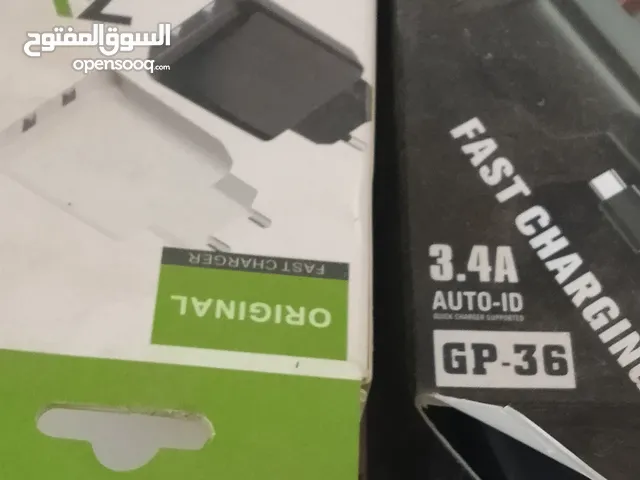 السوق المفتوح
opensooq.com
FAST CHARGER
ORIGINAL
FAST CHARGING
3.4A
AUTO-ID
QUICK CHARGER SUPPORTED
GP-36